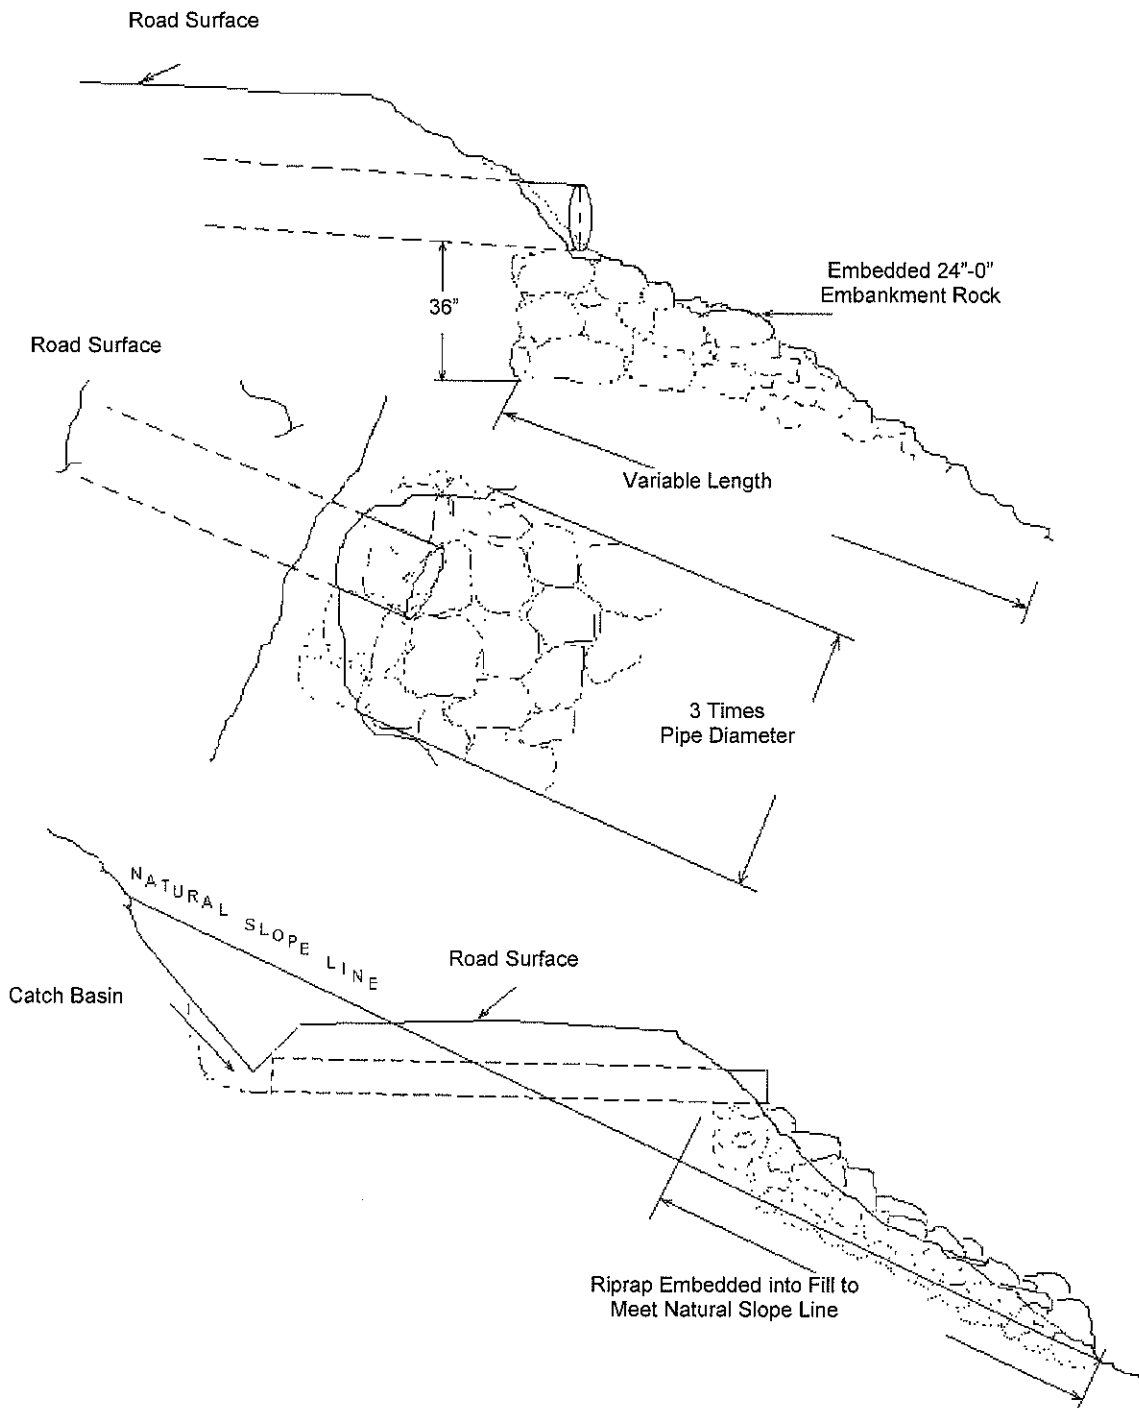 Road Surface
Embedded 24"-0"
Embankment Rock
36"
Road Surface
Variable Length
3 Times
Pipe Diameter
NATURAL SLOPE LINE
Road Surface
Catch Basin
Riprap Embedded into Fill to
Meet Natural Slope Line